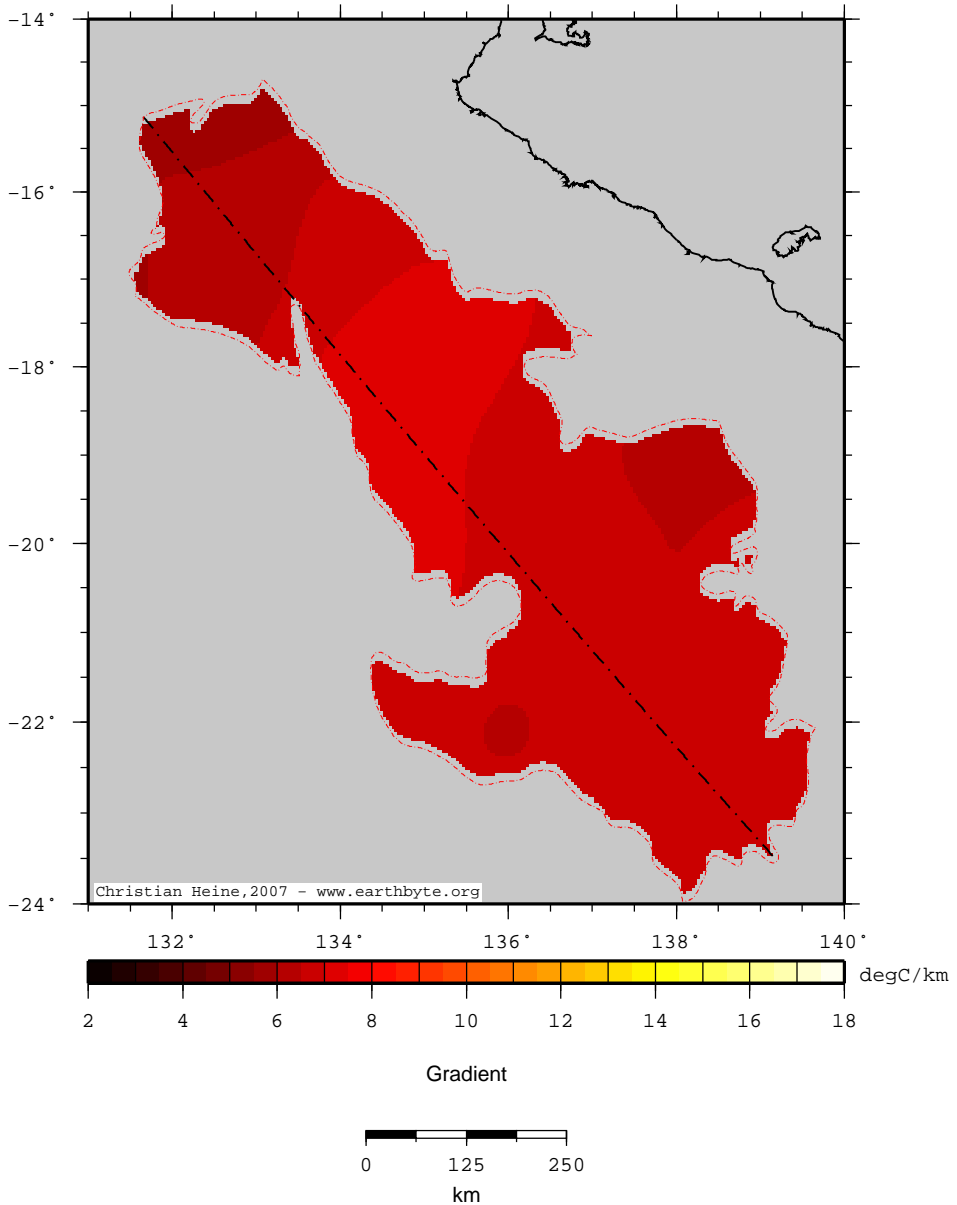 −14°
−16°
−18°
−20°
−22°
−24°
Christian Heine,2007 − www.earthbyte.org
132° 134° 136° 138° 140°
degC/km
2 4 6 8 10 12 14 16 18
Gradient
0 125 250
km